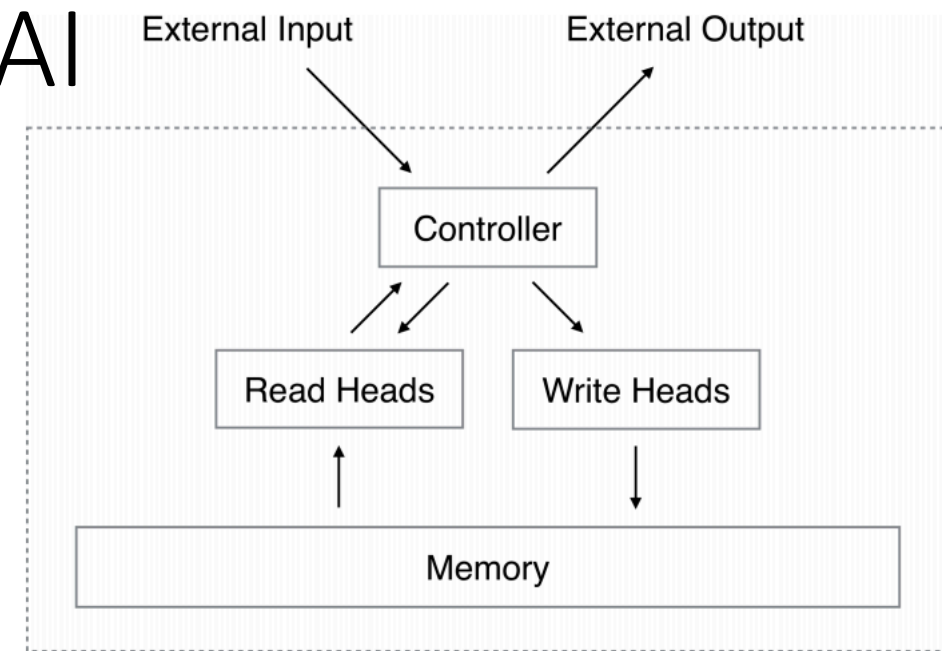 AI
External Input
External Output
Controller
Read Heads
Write Heads
Memory